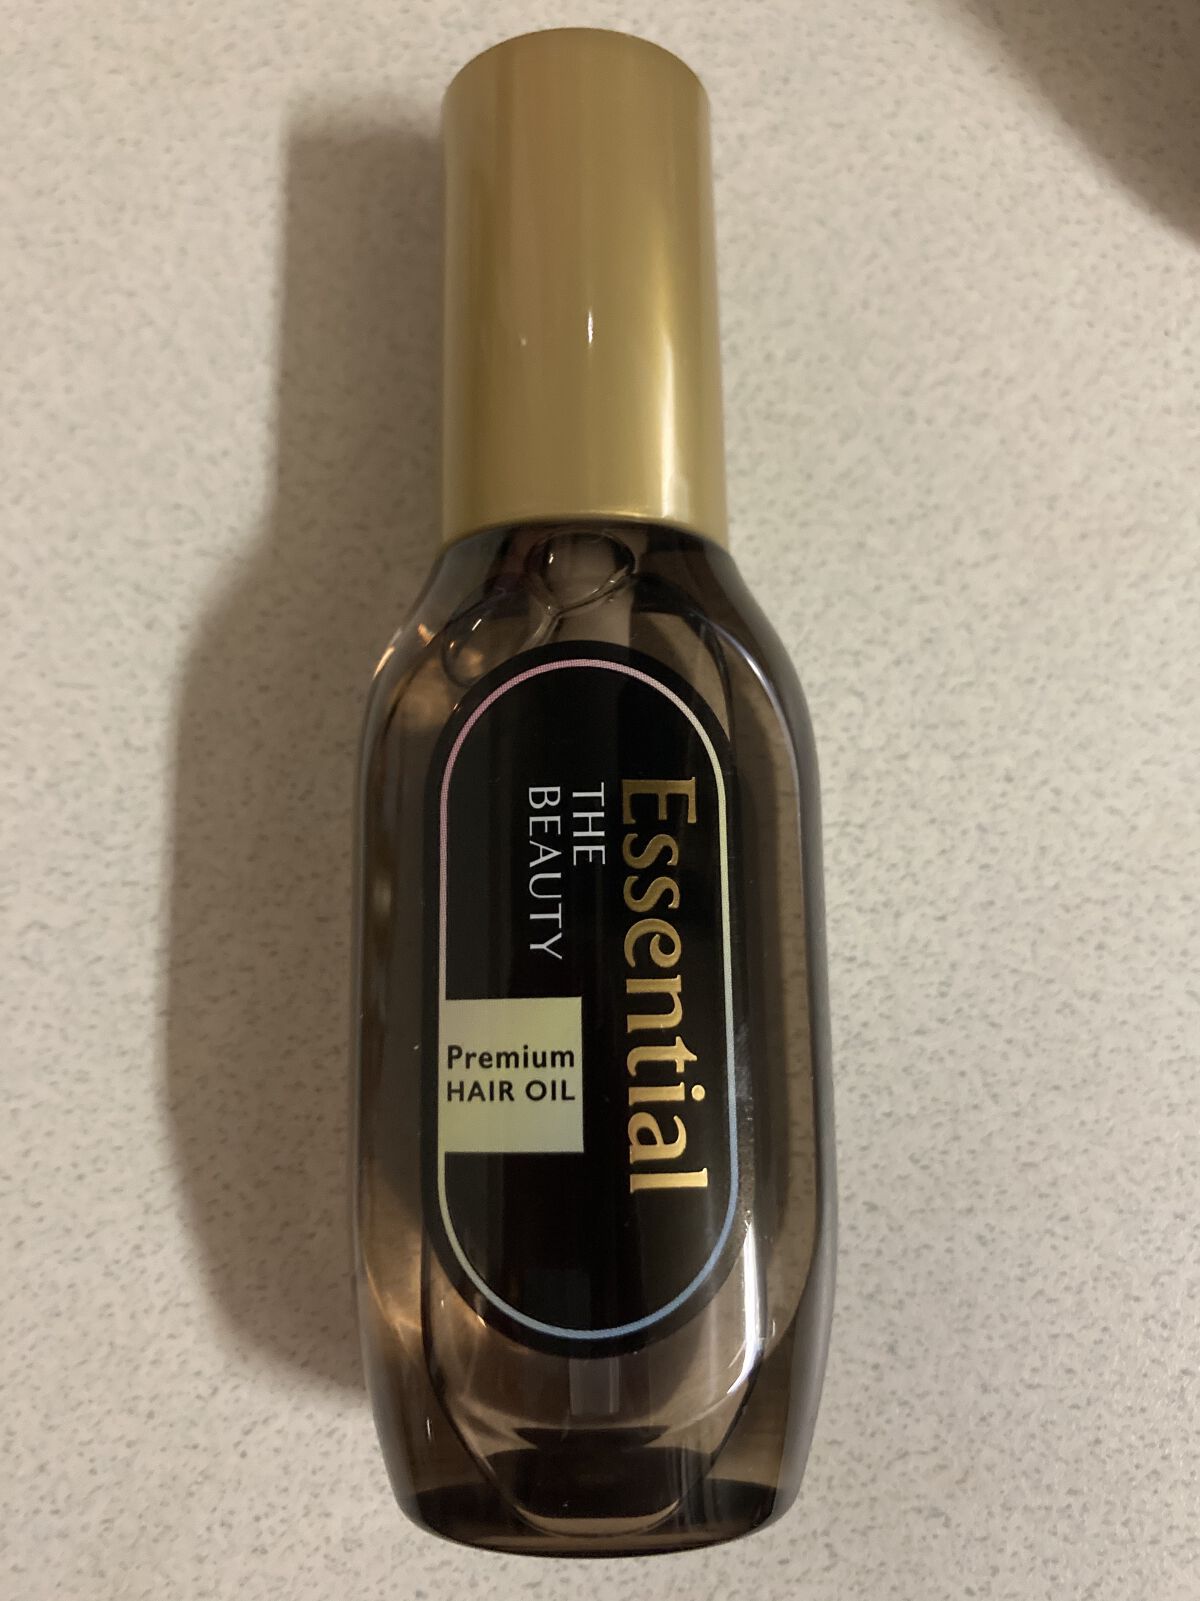 Essential
THE
BEAUTY
Premium
HAIR OIL